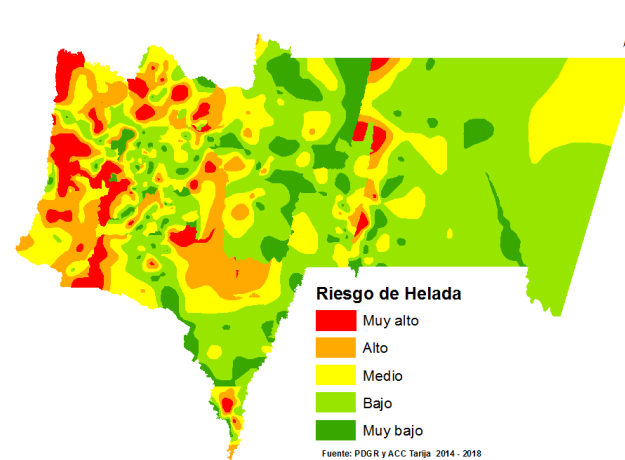 Riesgo de Helada
Muy alto
Alto
Medio
Bajo
Muy bajo
Fuente: PDGR y ACC Tarija 2014 - 2018